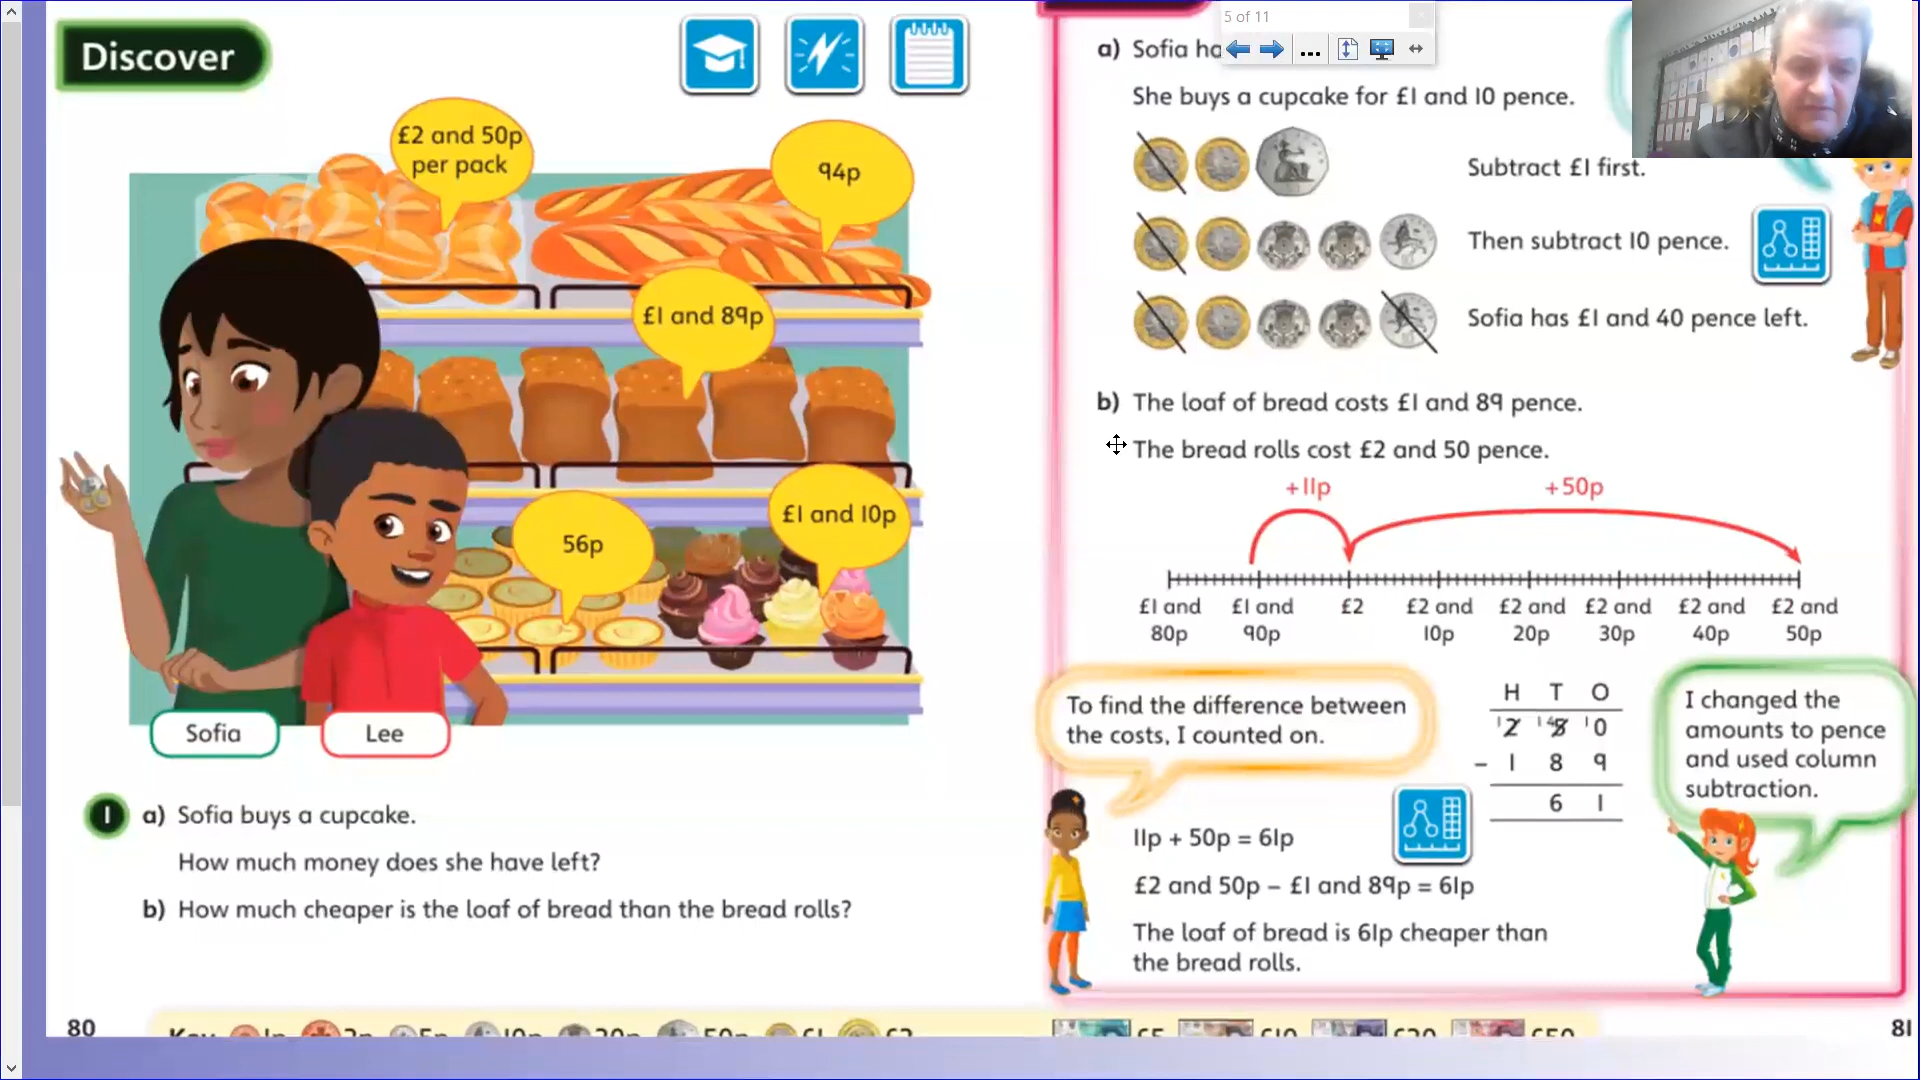 Discover
£2 and 50p
per pack
94p
£1 and 89p
£1 and 10p
56p
Sofia
Lee
1
a) Sofia buys a cupcake.
How much money does she have left?
b) How much cheaper is the loaf of bread than the bread rolls?
80
5 of 11
a) Sofia
She buys a cupcake for £1 and 10 pence.
Subtract £1 first.
Then subtract 10 pence.
Sofia has £1 and 40 pence left.
b) The loaf of bread costs £1 and 89 pence.
The bread rolls cost £2 and 50 pence.
+11p
+50p
£1 and 80p
£1 and 90p
£2
£2 and 10p
£2 and 20p
£2 and 30p
£2 and 40p
£2 and 50p
To find the difference between
the costs, I counted on.
H T O
1 2 14 5 10
- 1 8 9
6 1
I changed the
amounts to pence
and used column
subtraction.
11p + 50p = 61p
£2 and 50p – £1 and 89p = 61p
The loaf of bread is 61p cheaper than
the bread rolls.
81